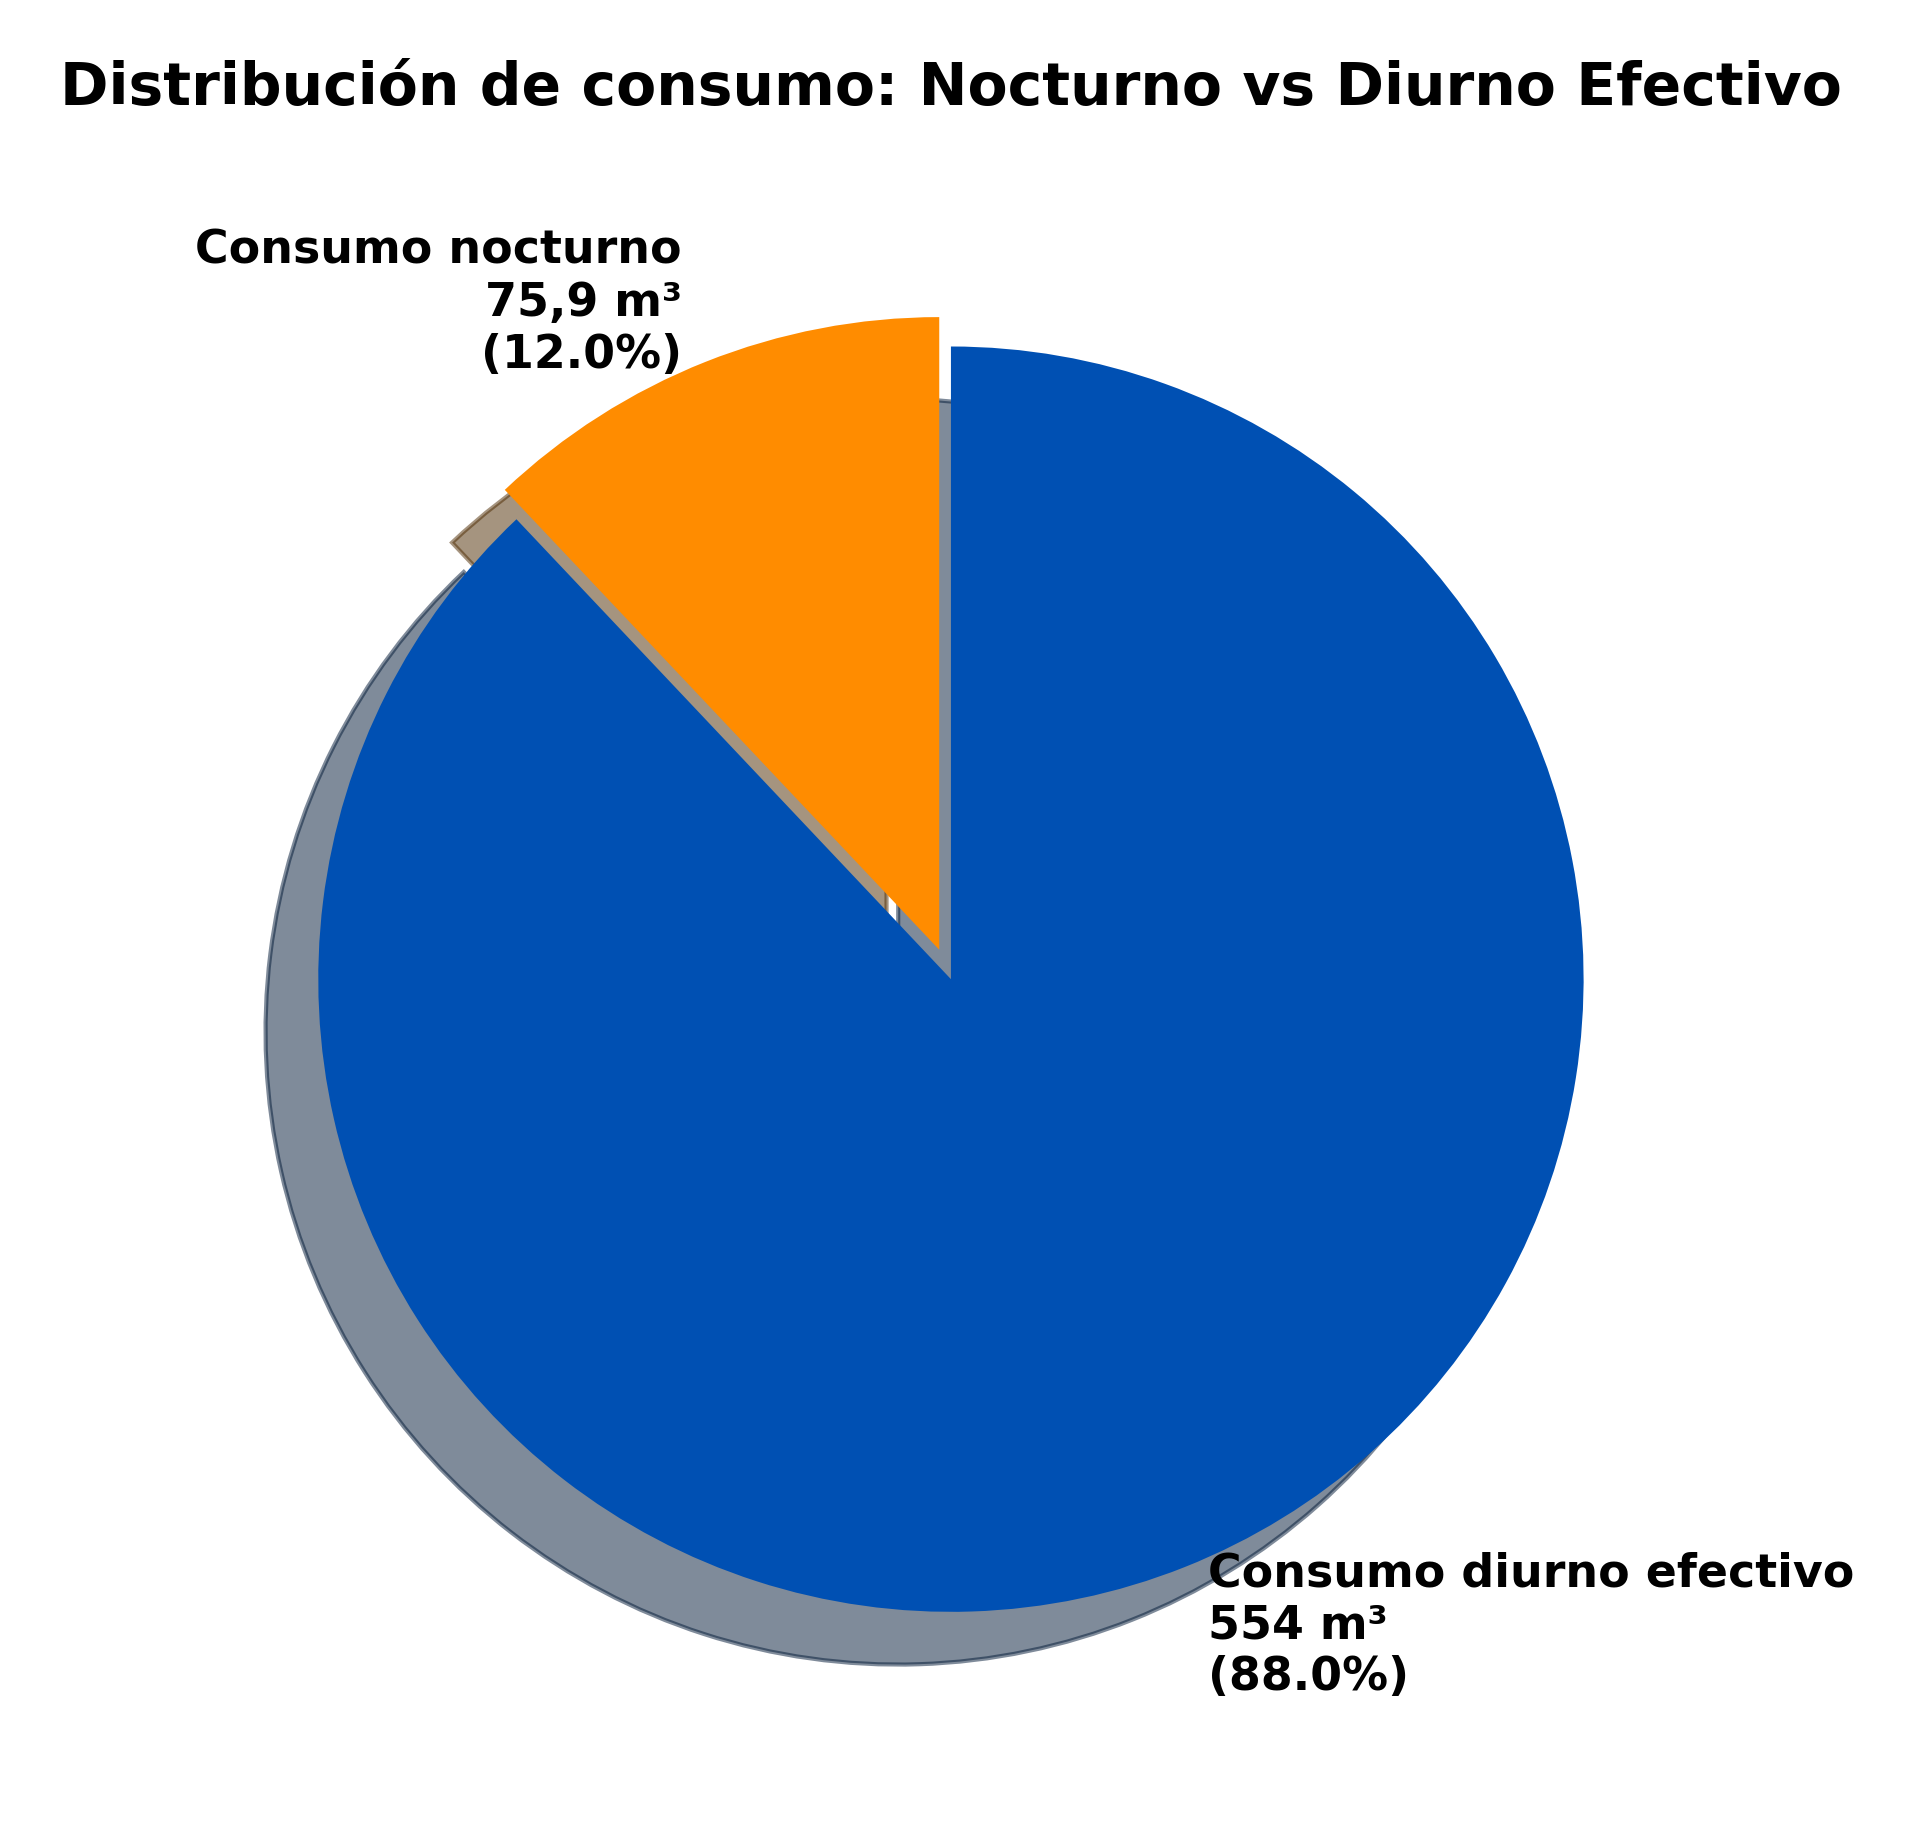 Distribución de consumo: Nocturno vs Diurno Efectivo
Consumo nocturno
75,9 m³
(12.0%)
Consumo diurno efectivo
554 m³
(88.0%)